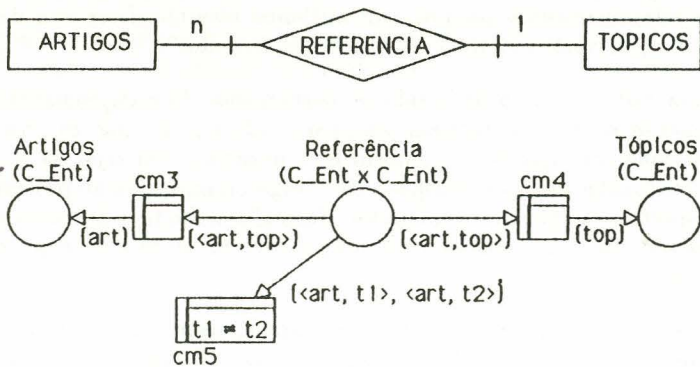 n
1
ARTIGOS
REFERENCIA
TOPICOS
Artigos
(C_Ent)
Referência
(C_Ent x C_Ent)
Tópicos
(C_Ent)
cm3
cm4
{art}
{<art,top>}
{<art,top>}
{top}
{<art, t1>, <art, t2>}
t1 ≠ t2
cm5